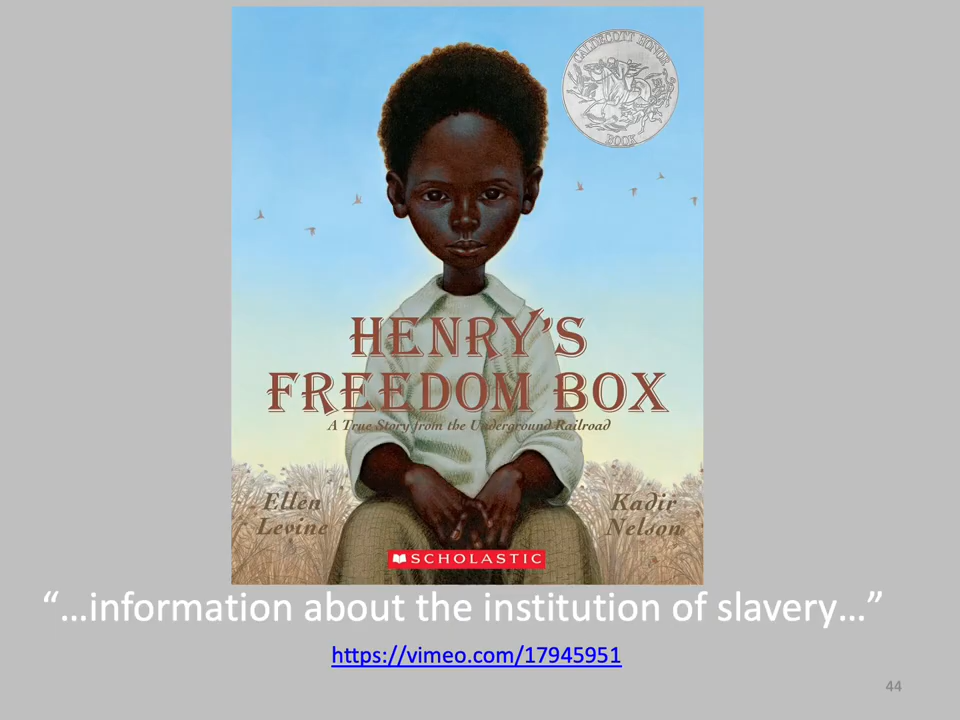 CALDECOTT HONOR
BOOK
HENRY'S
FREEDOM BOX
A True Story from the Underground Railroad
Ellen
Levine
Kadir
Nelson
SCHOLASTIC
“…information about the institution of slavery…”
https://vimeo.com/17945951
44